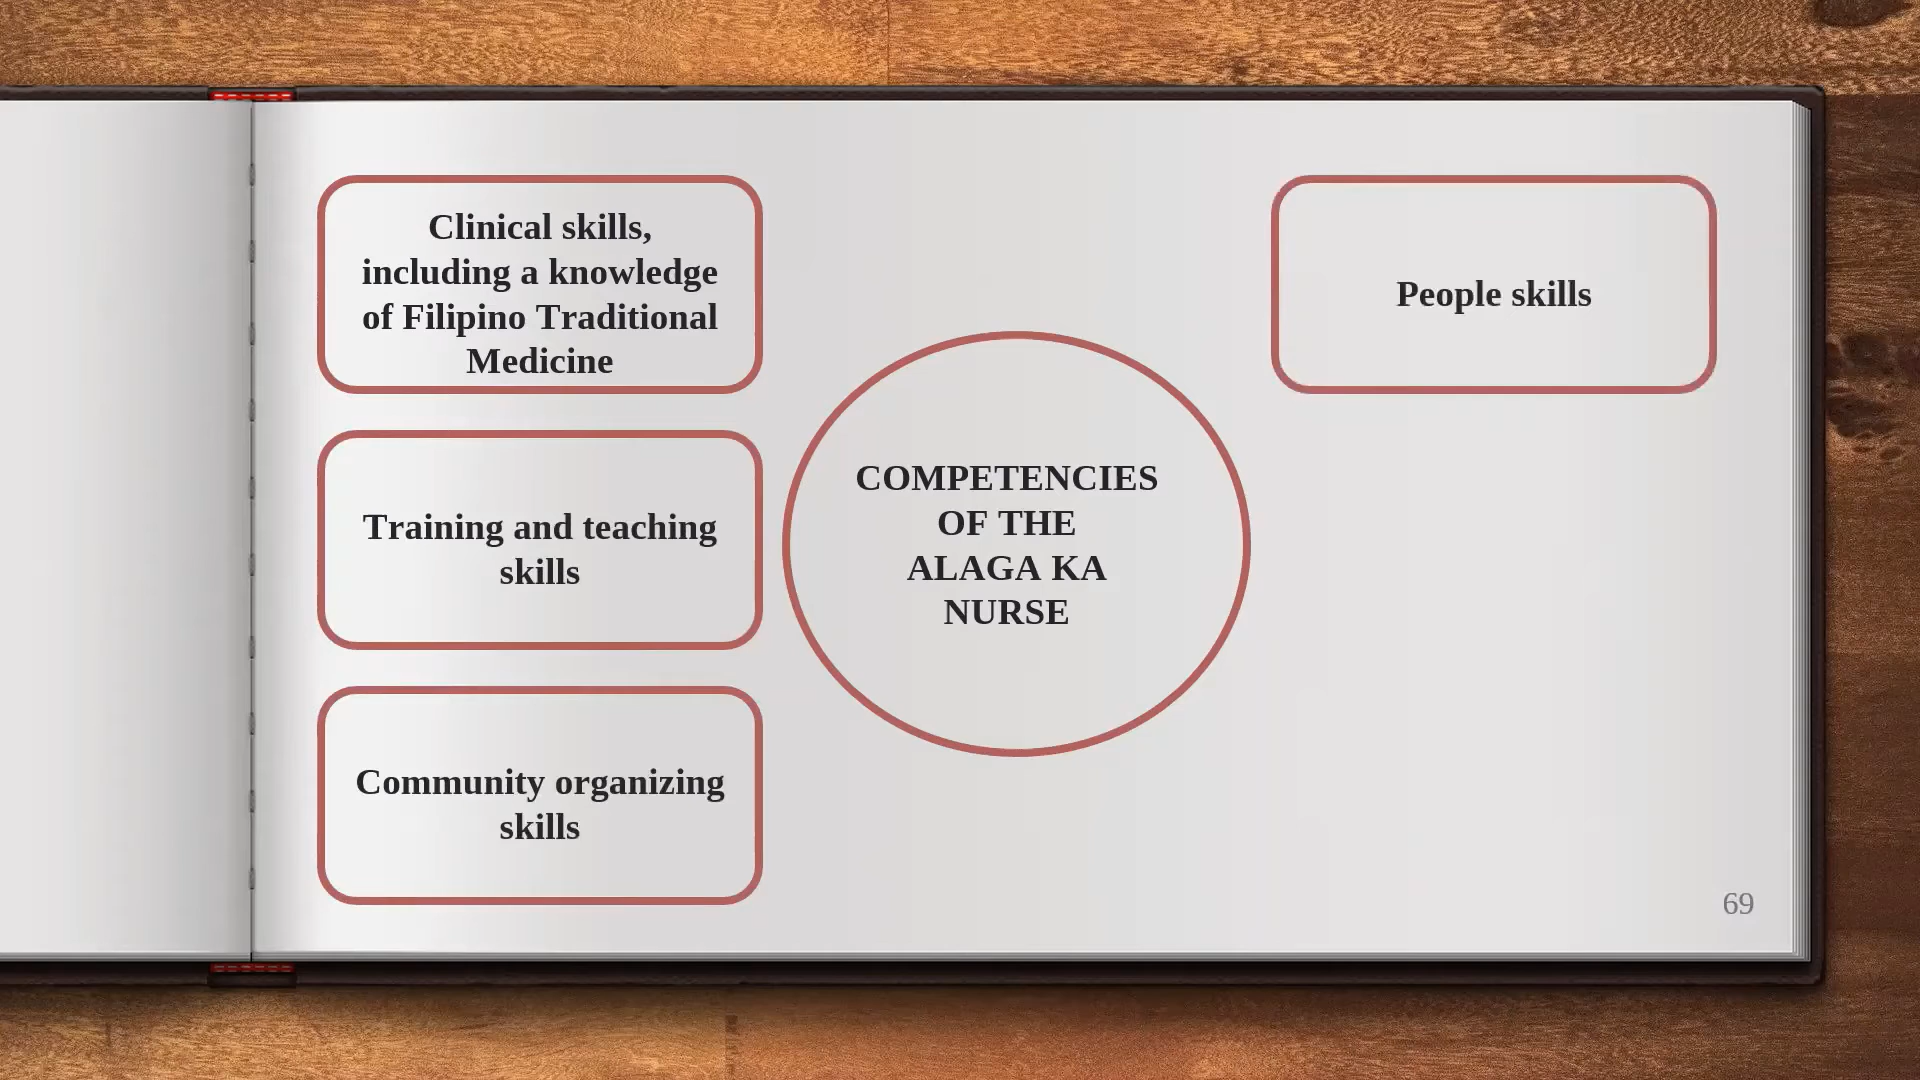 Clinical skills,
including a knowledge
of Filipino Traditional
Medicine
Training and teaching
skills
Community organizing
skills
COMPETENCIES
OF THE
ALAGA KA
NURSE
People skills
69